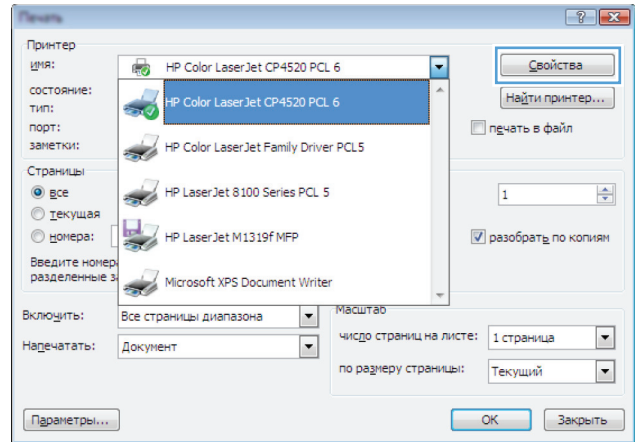 Печать
Принтер
имя:
HP Color LaserJet CP4520 PCL 6
Свойства
состояние:
HP Color LaserJet CP4520 PCL 6
Найти принтер...
тип:
порт:
HP Color LaserJet Family Driver PCL5
печать в файл
заметки:
Страницы
все
HP LaserJet 8100 Series PCL 5
1
текущая
номера:
HP LaserJet M1319f MFP
разобрать по копиям
Введите
разделенные
Microsoft XPS Document Writer
Включить:
Все страницы диапазона
Масштаб
число страниц на листе:
1 страница
Напечатать:
Документ
по размеру страницы:
Текущий
Параметры...
OK
Закрыть